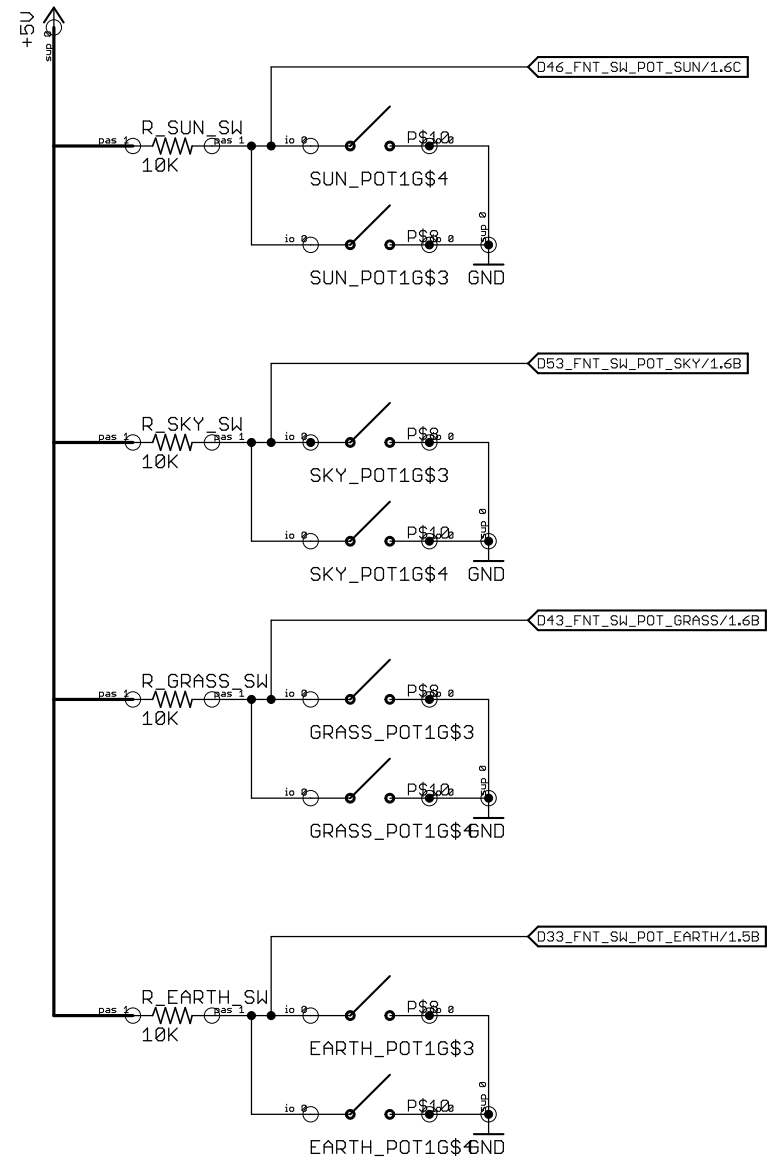 +5V
sup 0
D46_FNT_SW_POT_SUN/1.6C
R_SUN_SW
pas 1
pas 1
io 0
P$10
10K
SUN_POT1G$4
sup 0
io 0
P$8
SUN_POT1G$3
GND
D53_FNT_SW_POT_SKY/1.6B
R_SKY_SW
pas 1
pas 1
io 0
P$8
10K
SKY_POT1G$3
sup 0
io 0
P$10
SKY_POT1G$4
GND
D43_FNT_SW_POT_GRASS/1.6B
R_GRASS_SW
pas 1
pas 1
io 0
P$8
10K
GRASS_POT1G$3
sup 0
io 0
P$10
GRASS_POT1G$4
GND
D33_FNT_SW_POT_EARTH/1.5B
R_EARTH_SW
pas 1
pas 1
io 0
P$8
10K
EARTH_POT1G$3
sup 0
io 0
P$10
EARTH_POT1G$4
GND